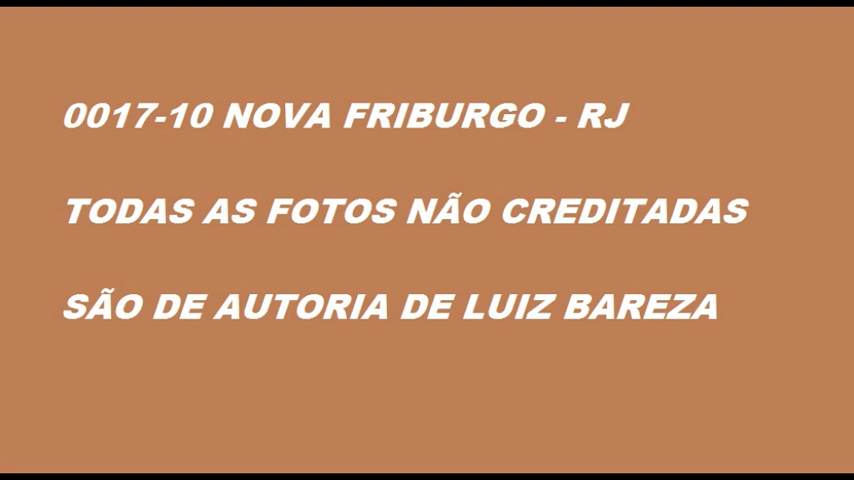 0017-10 NOVA FRIBURGO - RJ
TODAS AS FOTOS NÃO CREDITADAS
SÃO DE AUTORIA DE LUIZ BAREZA